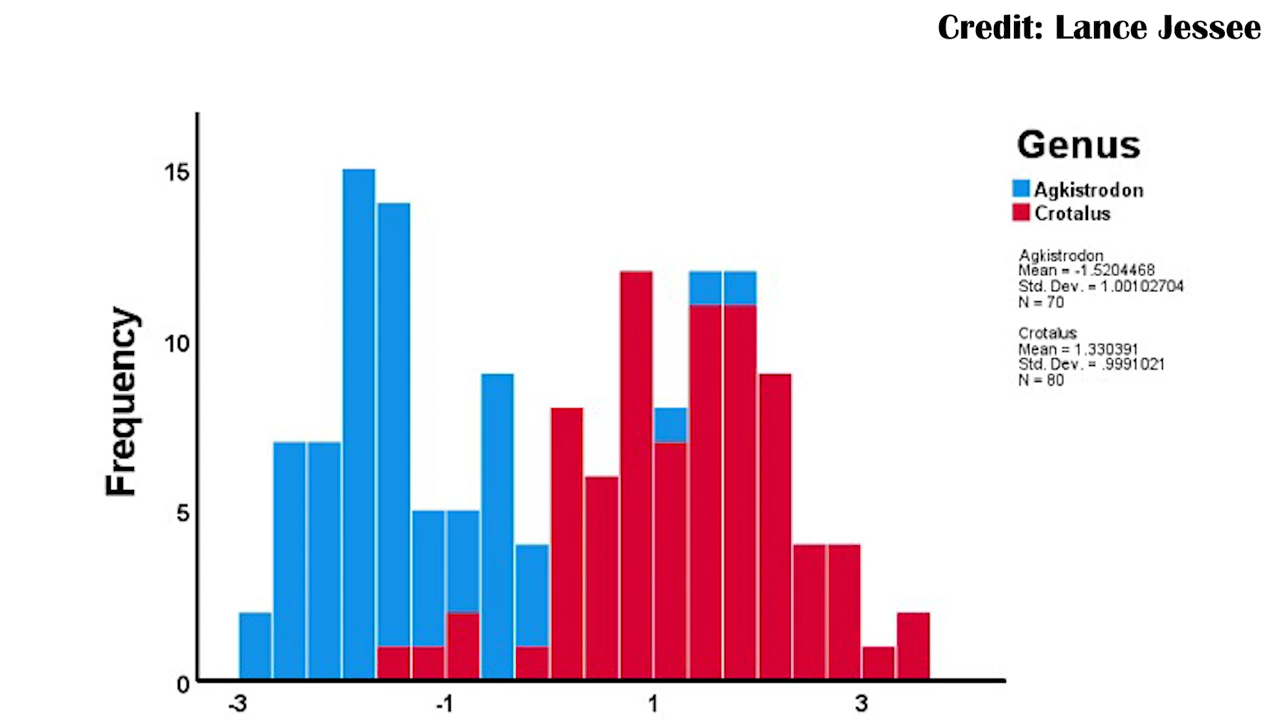 Credit: Lance Jessee
Genus
Agkistrodon
Crotalus
Agkistrodon
Mean = -1.5204468
Std. Dev. = 1.00102704
N = 70
Crotalus
Mean = 1.330391
Std. Dev. = .9991021
N = 80
Frequency
15
10
5
0
-3
-1
1
3